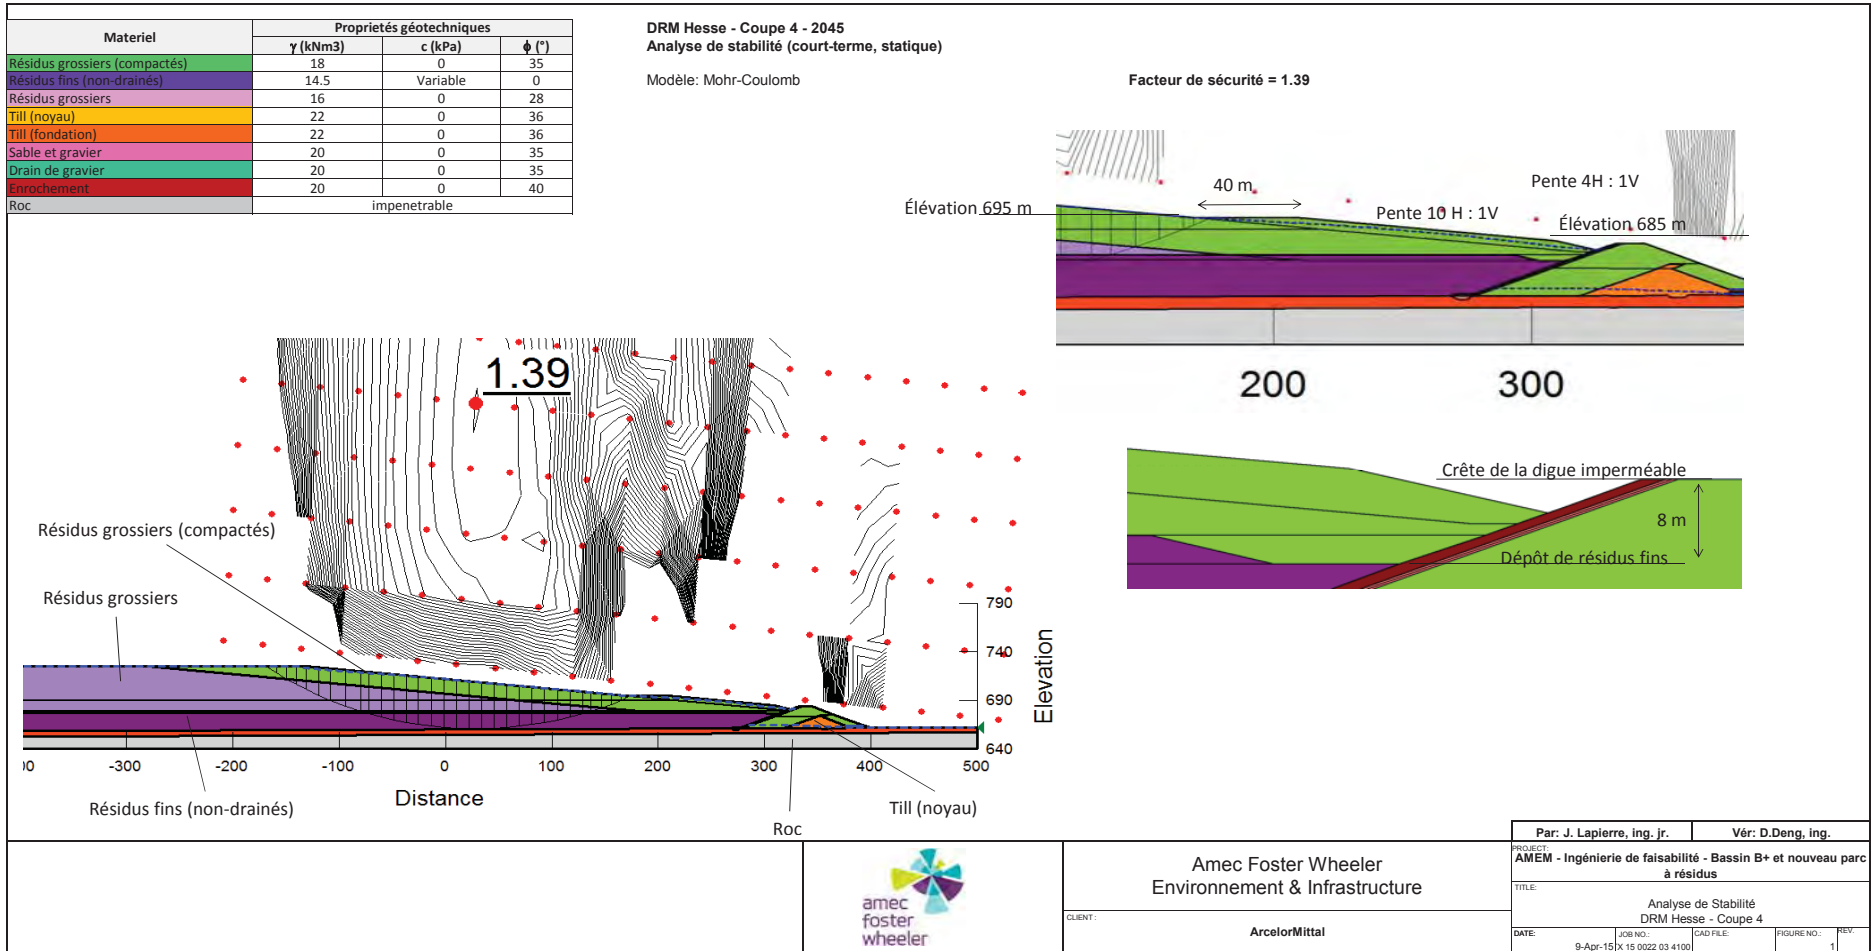 Materiel Propriétés géotechniques
γ (kNm3) c (kPa) ϕ (°)
Résidus grossiers (compactés) 18 0 35
Résidus fins (non-drainés) 14.5 Variable 0
Résidus grossiers 16 0 28
Till (noyau) 22 0 36
Till (fondation) 22 0 36
Sable et gravier 20 0 35
Drain de gravier 20 0 35
Enrochement 20 0 40
Roc impenetrable
DRM Hesse - Coupe 4 - 2045
Analyse de stabilité (court-terme, statique)
Modèle: Mohr-Coulomb
Facteur de sécurité = 1.39
40 m
Pente 4H : 1V
Élévation 695 m
Pente 10 H : 1V
Élévation 685 m
200 300
1.39
Crête de la digue imperméable
8 m
Dépôt de résidus fins
Résidus grossiers (compactés)
Résidus grossiers
790
740
690
640
Elevation
00 -300 -200 -100 0 100 200 300 400 500
Distance
Résidus fins (non-drainés)
Till (noyau)
Roc
Par: J. Lapierre, ing. jr. Vér: D.Deng, ing.
amec
foster
wheeler
Amec Foster Wheeler
Environnement & Infrastructure
CLIENT :
ArcelorMittal
PROJECT:
AMEM - Ingénierie de faisabilité - Bassin B+ et nouveau parc
à résidus
TITLE:
Analyse de Stabilité
DRM Hesse - Coupe 4
DATE: JOB NO.: CAD FILE: FIGURE NO.: REV.
9-Apr-15 X 15 0022 03 4100 1